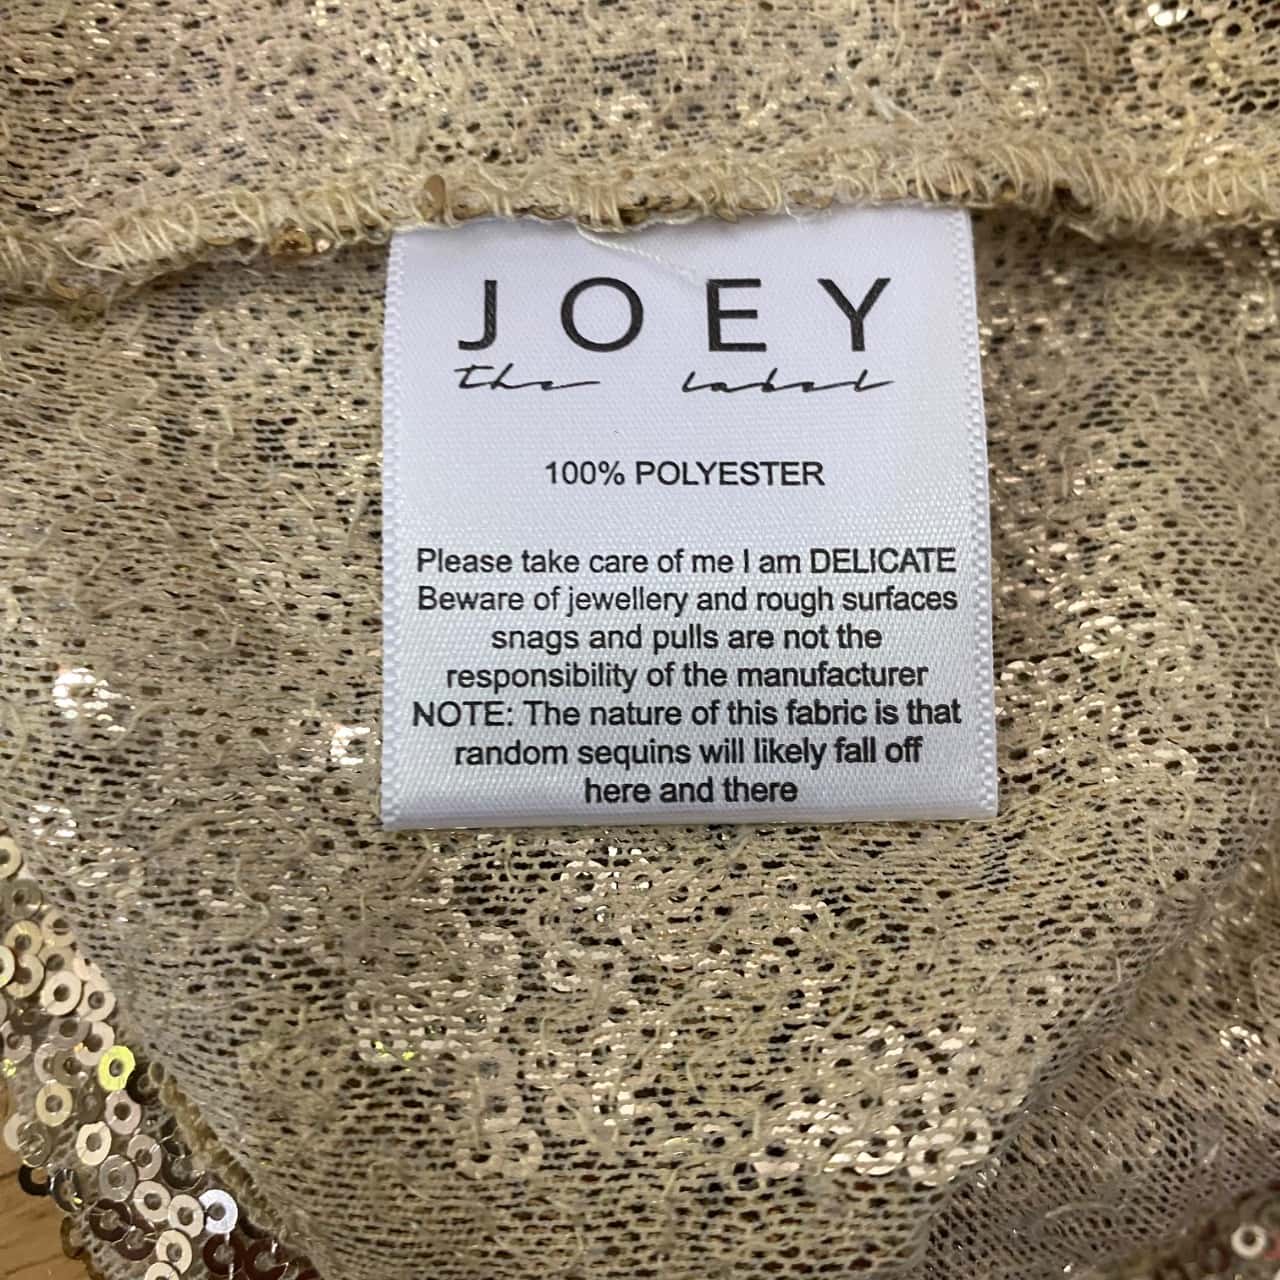 JOEY
the label
100% POLYESTER
Please take care of me I am DELICATE
Beware of jewellery and rough surfaces
snags and pulls are not the
responsibility of the manufacturer
NOTE: The nature of this fabric is that
random sequins will likely fall off
here and there